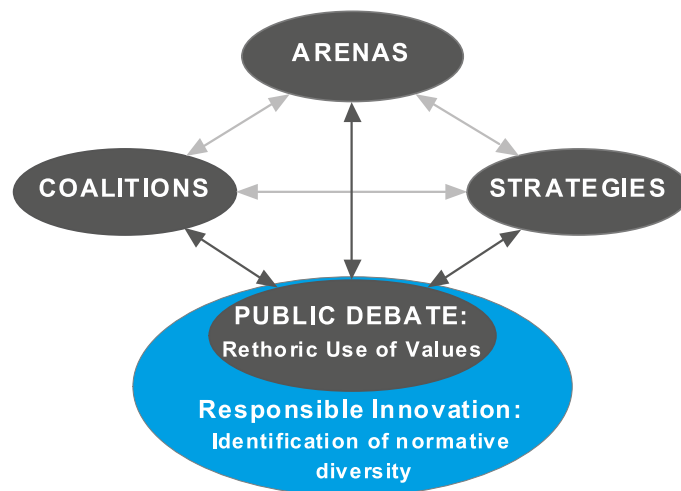 ARENAS
COALITIONS
STRATEGIES
PUBLIC DEBATE:
Rethoric Use of Values
Responsible Innovation:
Identification of normative
diversity